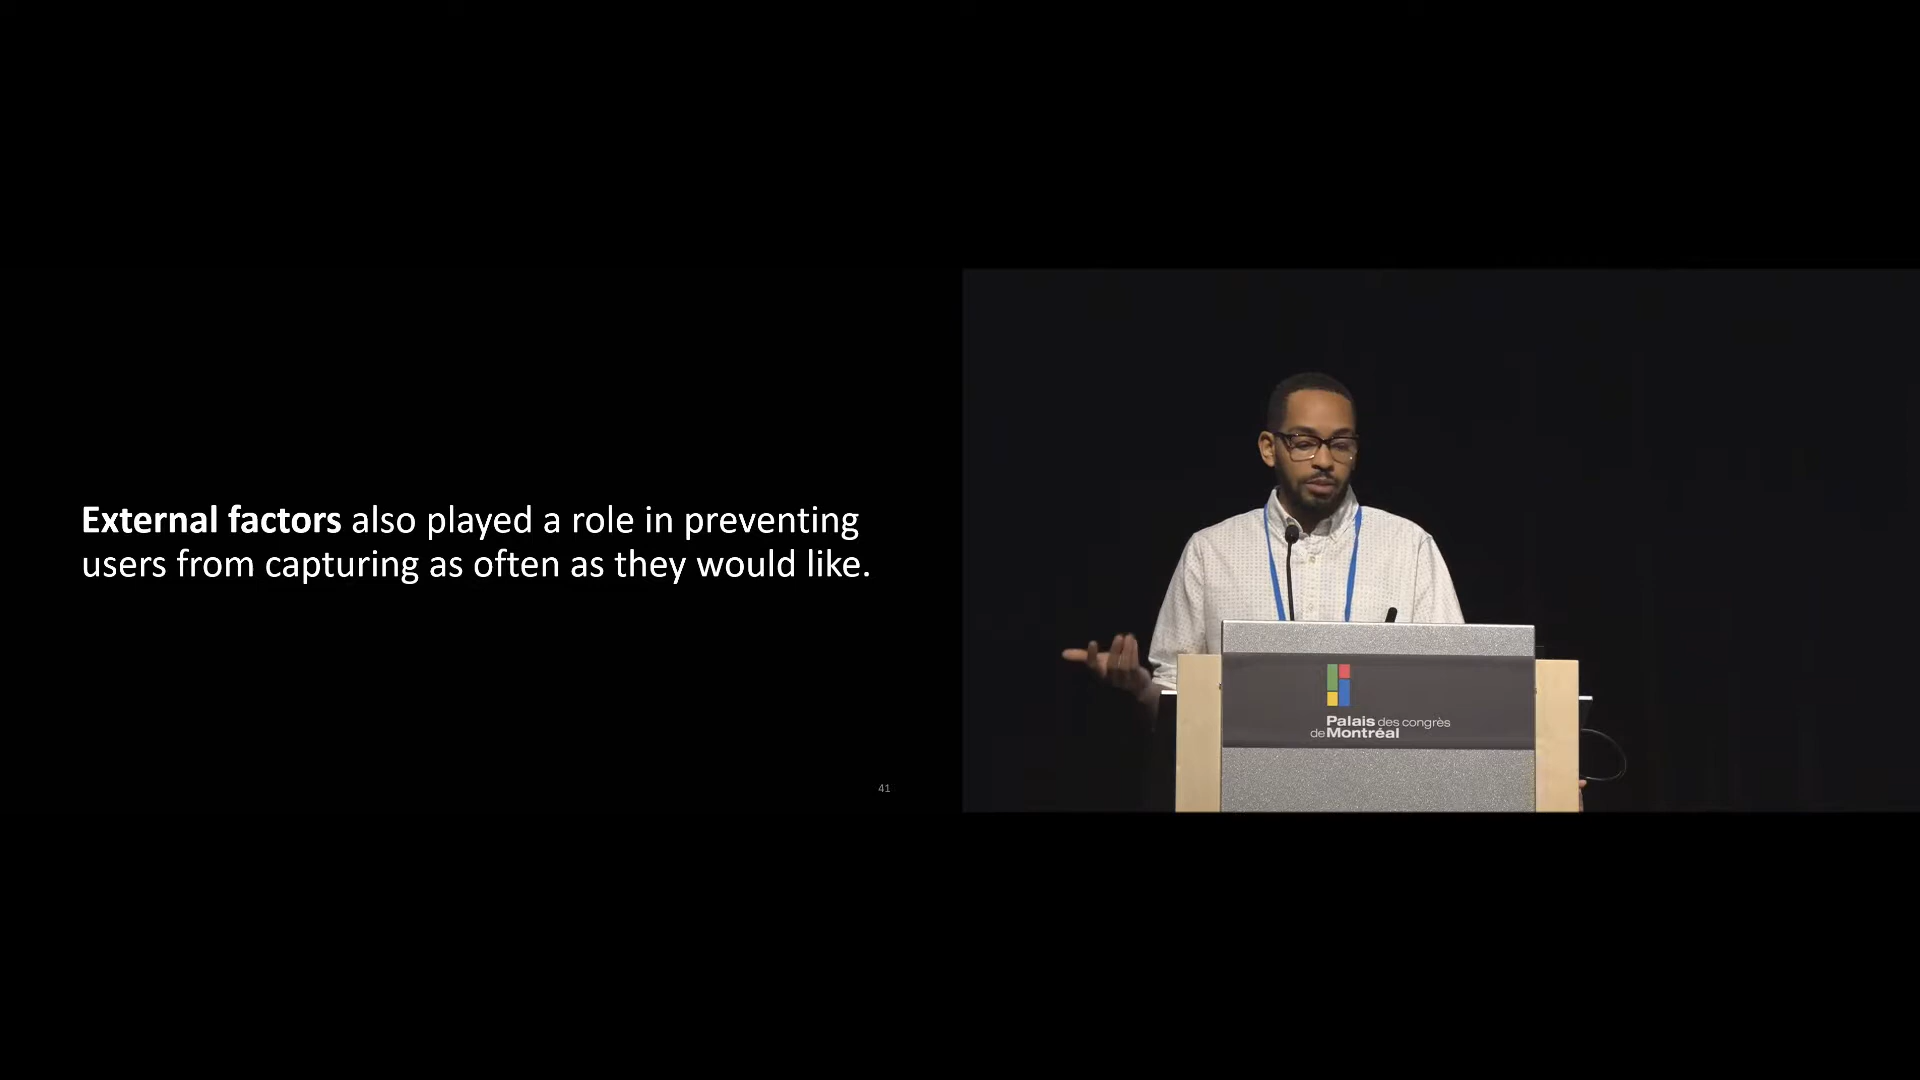 External factors also played a role in preventing
users from capturing as often as they would like.
41
Palais des congrès
de Montréal